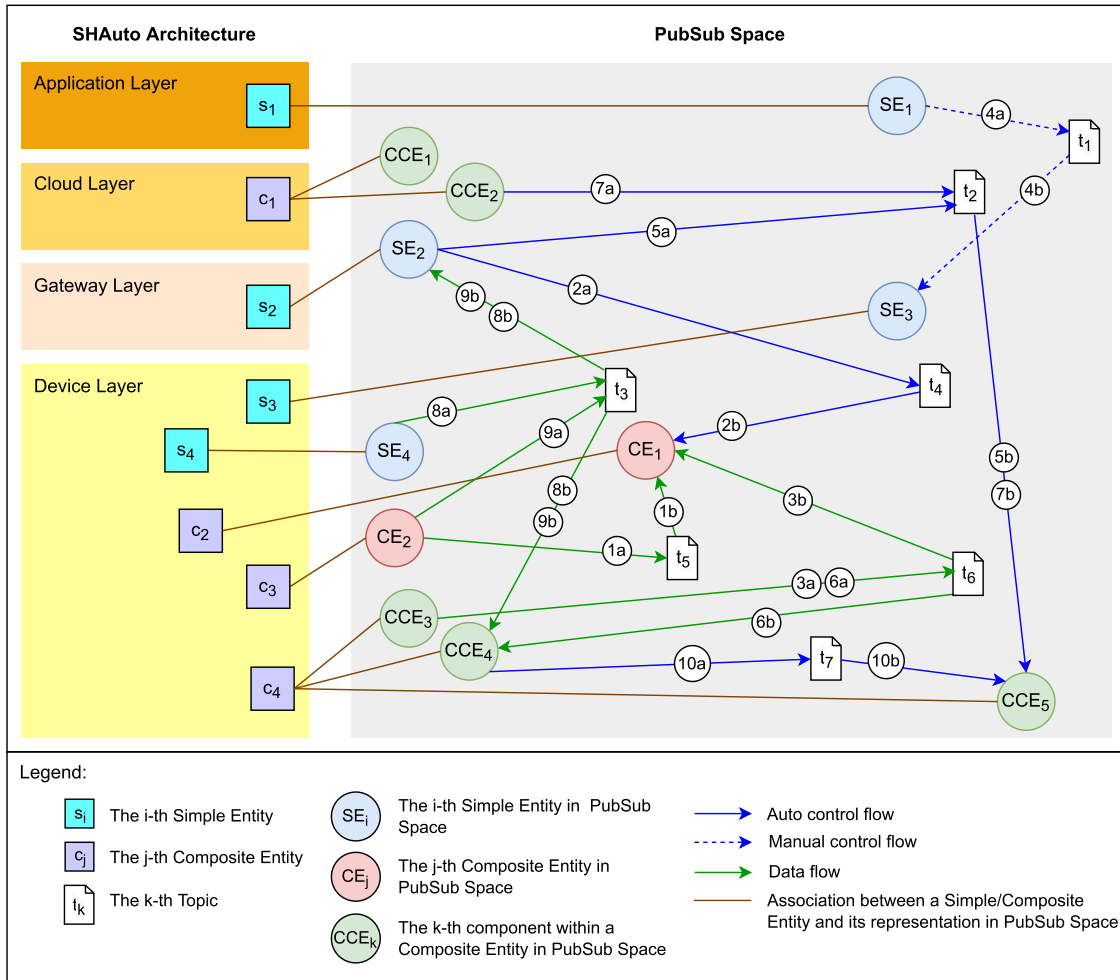 SHAuto Architecture
PubSub Space
Application Layer
s1
SE1
4a
t1
CCE1
Cloud Layer
c1
CCE2
7a
t2
4b
5a
SE2
Gateway Layer
s2
9b
8b
2a
SE3
Device Layer
s3
t3
t4
8a
9a
2b
s4
SE4
CE1
5b
8b
7b
3b
1b
9b
c2
CE2
1a
t5
t6
c3
3a
6a
CCE3
6b
CCE4
10a
t7
10b
c4
CCE5
Legend:
si
The i-th Simple Entity
cj
The j-th Composite Entity
tk
The k-th Topic
SEi
The i-th Simple Entity in PubSub
Space
CEj
The j-th Composite Entity in
PubSub Space
CCEk
The k-th component within a
Composite Entity in PubSub Space
Auto control flow
Manual control flow
Data flow
Association between a Simple/Composite
Entity and its representation in PubSub Space